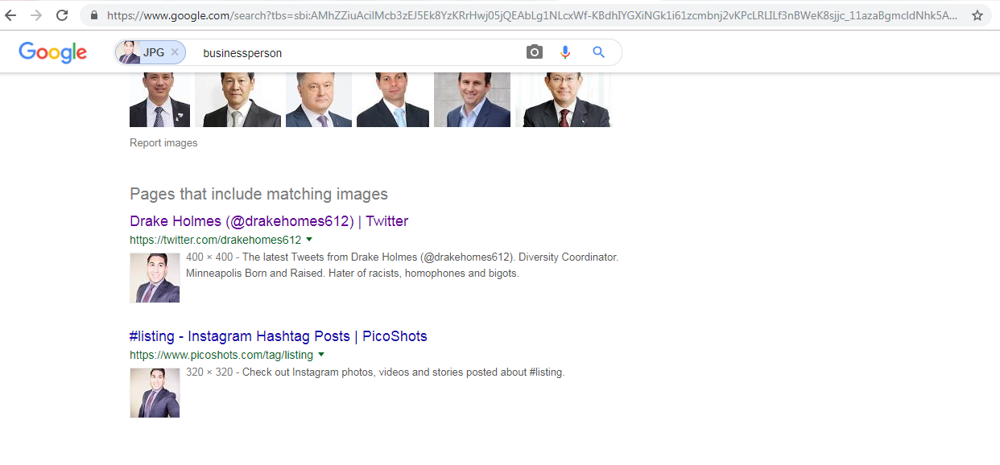 https://www.google.com/search?tbs=sbi:AMhZZiuAciIMcb3zEJ5Ek8YzKRrHwj05jQEAbLg1NLcxWf-KBdhIYGXiNGk1i61zcmbnj2vKPcLRLILf3nBWeK8sjjc_11azaBgmcldNhk5A...
Google
JPG × businessperson
Report images
Pages that include matching images
Drake Holmes (@drakehomes612) | Twitter
https://twitter.com/drakehomes612
400 × 400 - The latest Tweets from Drake Holmes (@drakehomes612). Diversity Coordinator.
Minneapolis Born and Raised. Hater of racists, homophones and bigots.
#listing - Instagram Hashtag Posts | PicoShots
https://www.picoshots.com/tag/listing
320 × 320 - Check out Instagram photos, videos and stories posted about #listing.